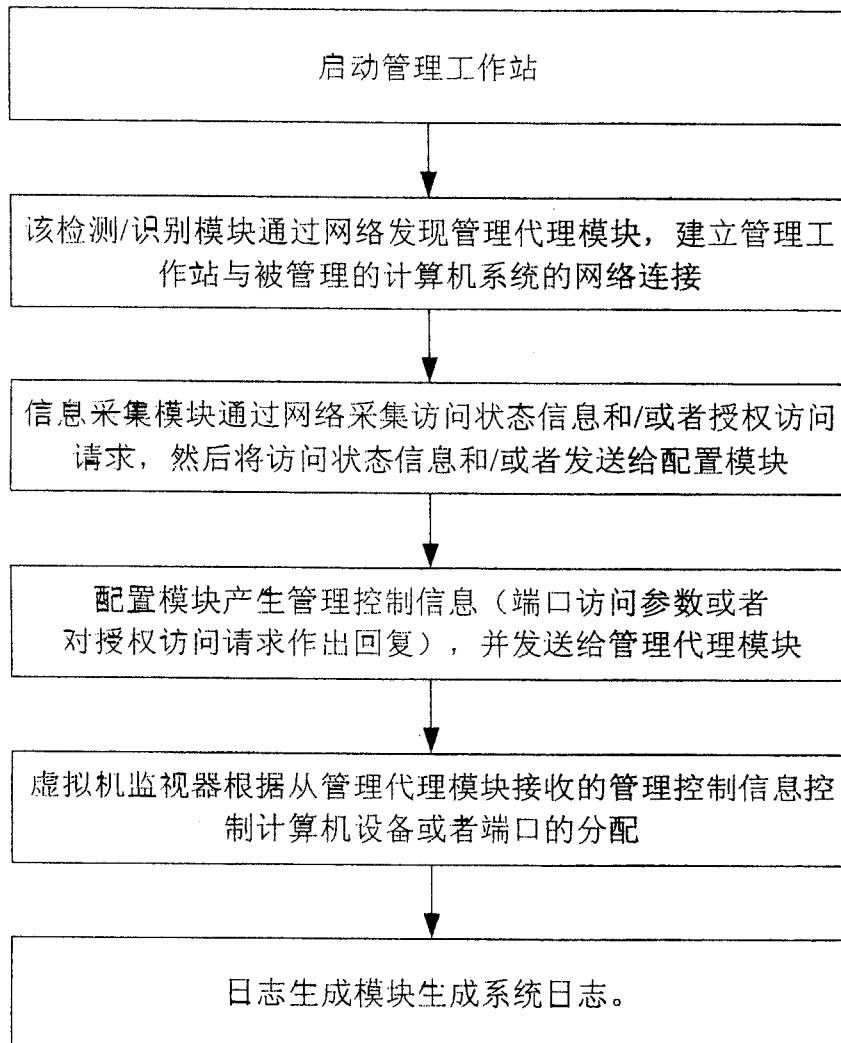 启动管理工作站
该检测/识别模块通过网络发现管理代理模块，建立管理工
作站与被管理的计算机系统的网络连接
信息采集模块通过网络采集访问状态信息和/或者授权访问
请求，然后将访问状态信息和/或者发送给配置模块
配置模块产生管理控制信息（端口访问参数或者
对授权访问请求作出回复），并发送给管理代理模块
虚拟机监视器根据从管理代理模块接收的管理控制信息控
制计算机设备或者端口的分配
日志生成模块生成系统日志。